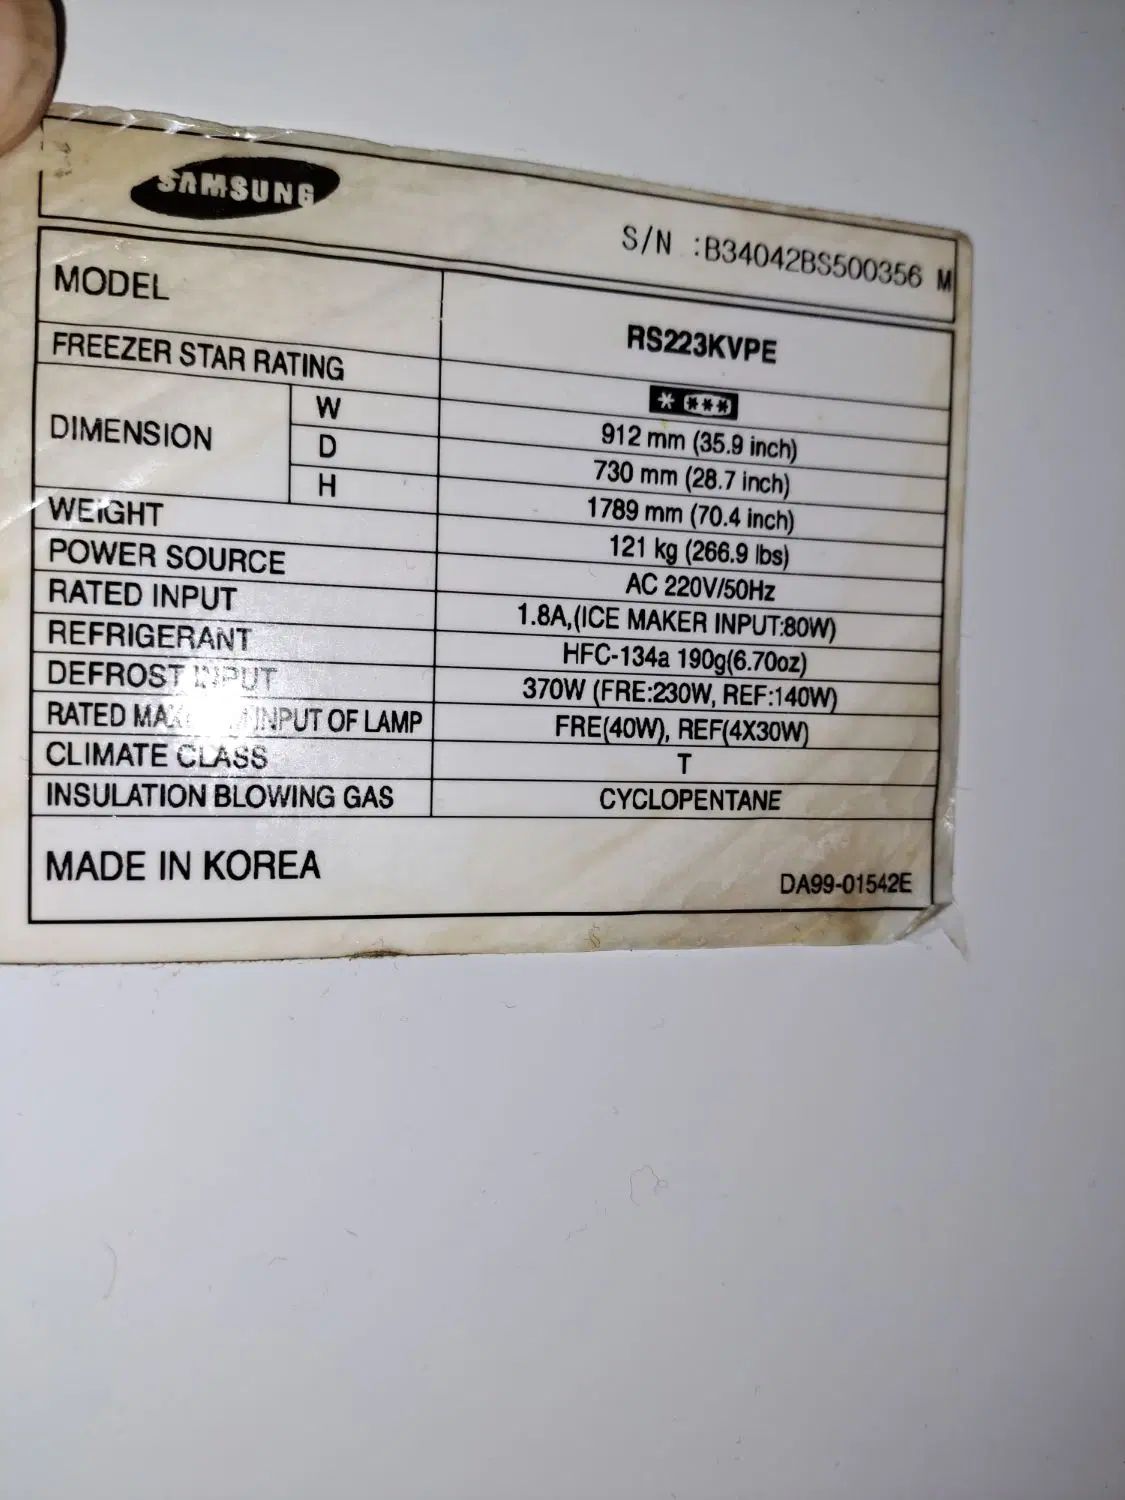 SAMSUNG
S/N :B34042BS500356 M
MODEL RS223KVPE
FREEZER STAR RATING * (***)
DIMENSION W 912 mm (35.9 inch)
D 730 mm (28.7 inch)
H 1789 mm (70.4 inch)
WEIGHT 121 kg (266.9 lbs)
POWER SOURCE AC 220V/50Hz
RATED INPUT 1.8A,(ICE MAKER INPUT:80W)
REFRIGERANT HFC-134a 190g(6.70oz)
DEFROST INPUT 370W (FRE:230W, REF:140W)
RATED INPUT OF LAMP FRE(40W), REF(4X30W)
CLIMATE CLASS T
INSULATION BLOWING GAS CYCLOPENTANE
MADE IN KOREA
DA99-01542E